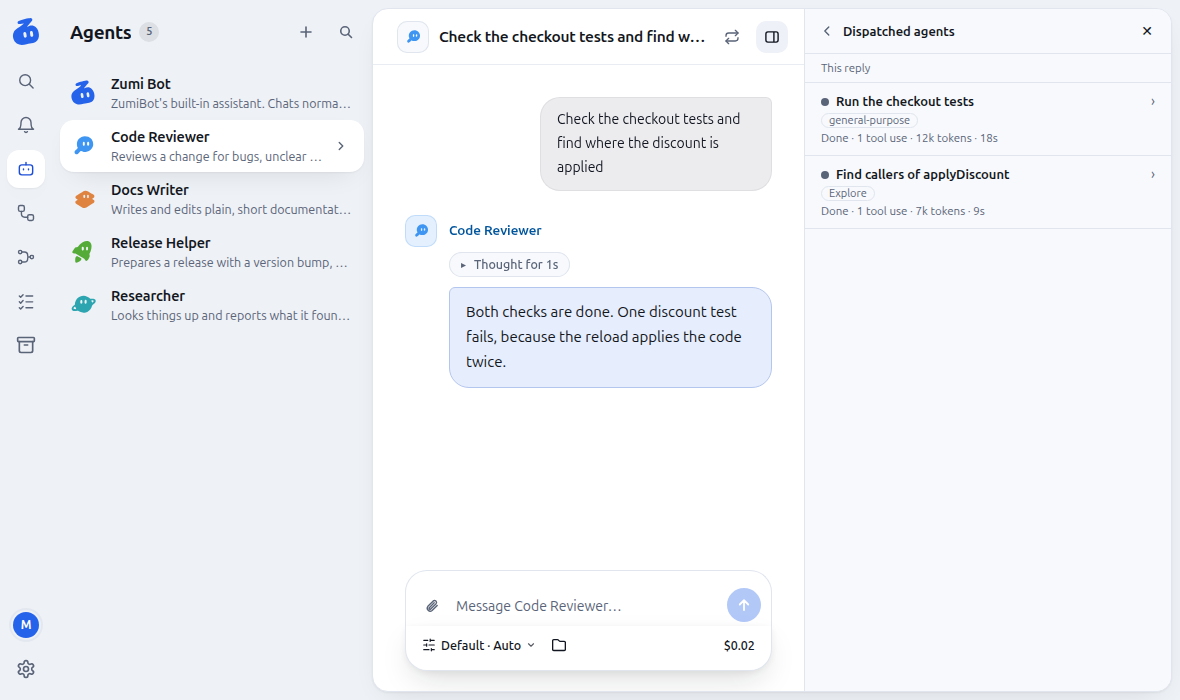 Agents 5
Zumi Bot
ZumiBot's built-in assistant. Chats norma…
Code Reviewer
Reviews a change for bugs, unclear …
Docs Writer
Writes and edits plain, short documentat…
Release Helper
Prepares a release with a version bump, …
Researcher
Looks things up and reports what it foun…
M
Check the checkout tests and find w…
Check the checkout tests and
find where the discount is
applied
Code Reviewer
Thought for 1s
Both checks are done. One discount test
fails, because the reload applies the code
twice.
Message Code Reviewer…
Default · Auto
$0.02
Dispatched agents
This reply
Run the checkout tests
general-purpose
Done · 1 tool use · 12k tokens · 18s
Find callers of applyDiscount
Explore
Done · 1 tool use · 7k tokens · 9s